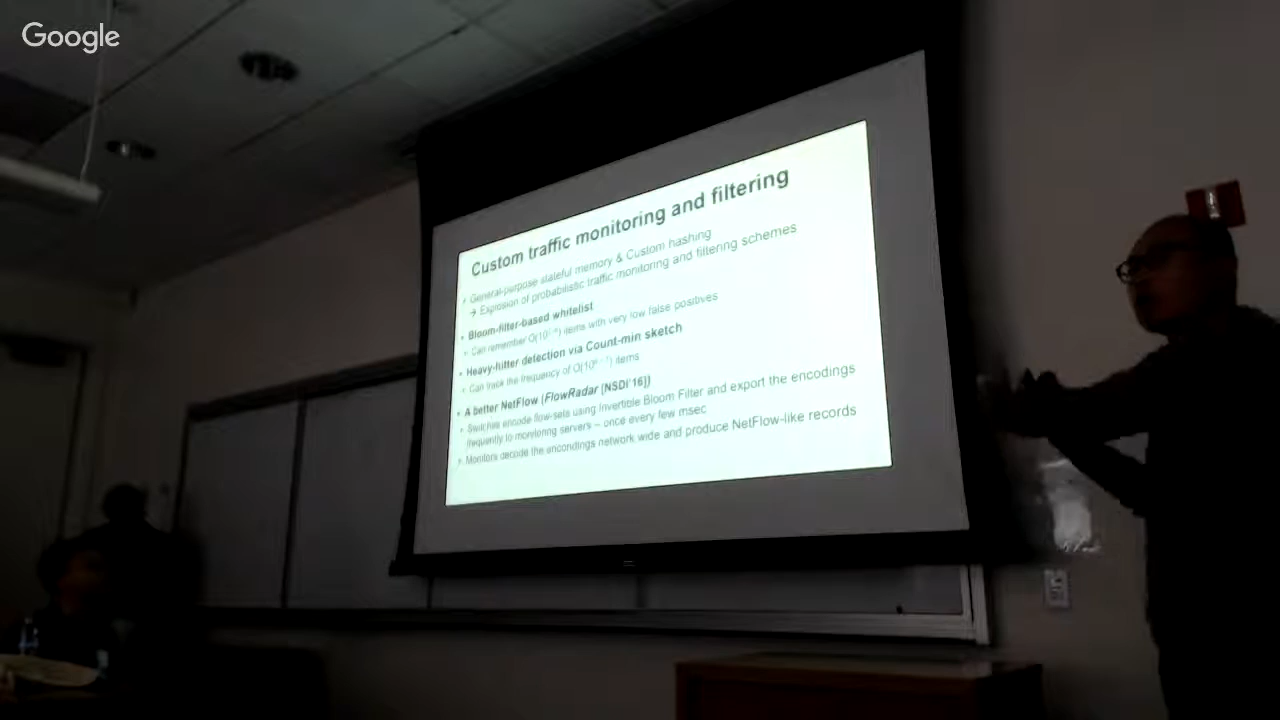 Google
Custom traffic monitoring and filtering
• General-purpose stateful memory & Custom hashing
→ Explosion of probabilistic traffic monitoring and filtering schemes
• Bloom-filter-based whitelist
• Can remember items with very low false positives
• Heavy-hitter detection via Count-min sketch
• Can track the frequency of items
• A better NetFlow (FlowRadar [NSDI'16])
• Switches encode flow-sets using Invertible Bloom Filter and export the encodings
frequently to monitoring servers – once every few msec
• Monitors decode the encondings network wide and produce NetFlow-like records